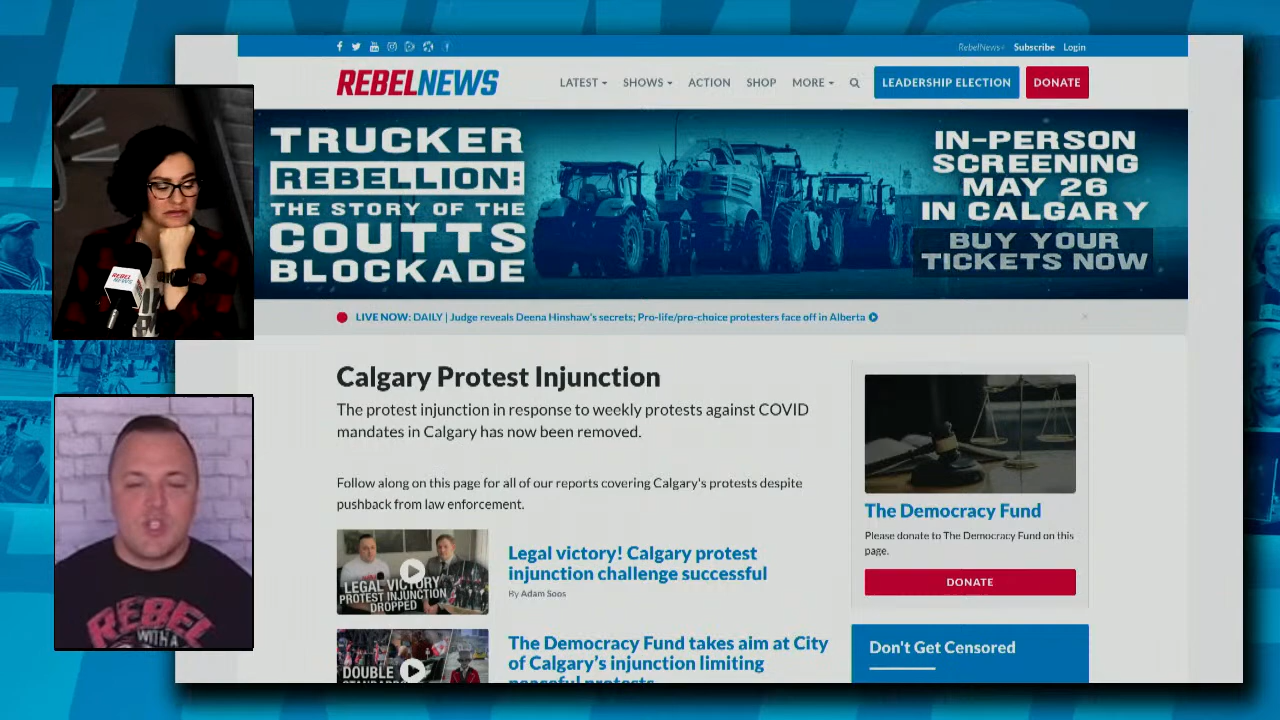 RebelNews+ Subscribe Login
REBELNEWS
LATEST SHOWS ACTION SHOP MORE LEADERSHIP ELECTION DONATE
TRUCKER
REBELLION:
THE STORY OF THE
COUTTS
BLOCKADE
IN-PERSON
SCREENING
MAY 26
IN CALGARY
BUY YOUR
TICKETS NOW
LIVE NOW: DAILY | Judge reveals Deena Hinshaw's secrets; Pro-life/pro-choice protesters face off in Alberta
Calgary Protest Injunction
The protest injunction in response to weekly protests against COVID
mandates in Calgary has now been removed.
Follow along on this page for all of our reports covering Calgary's protests despite
pushback from law enforcement.
LEGAL VICTORY
PROTEST INJUNCTION
DROPPED
Legal victory! Calgary protest
injunction challenge successful
By Adam Soos
DOUBLE
The Democracy Fund takes aim at City
of Calgary's injunction limiting
peaceful protests
The Democracy Fund
Please donate to The Democracy Fund on this
page.
DONATE
Don't Get Censored
REBEL
NEWS
REBEL
WITH A